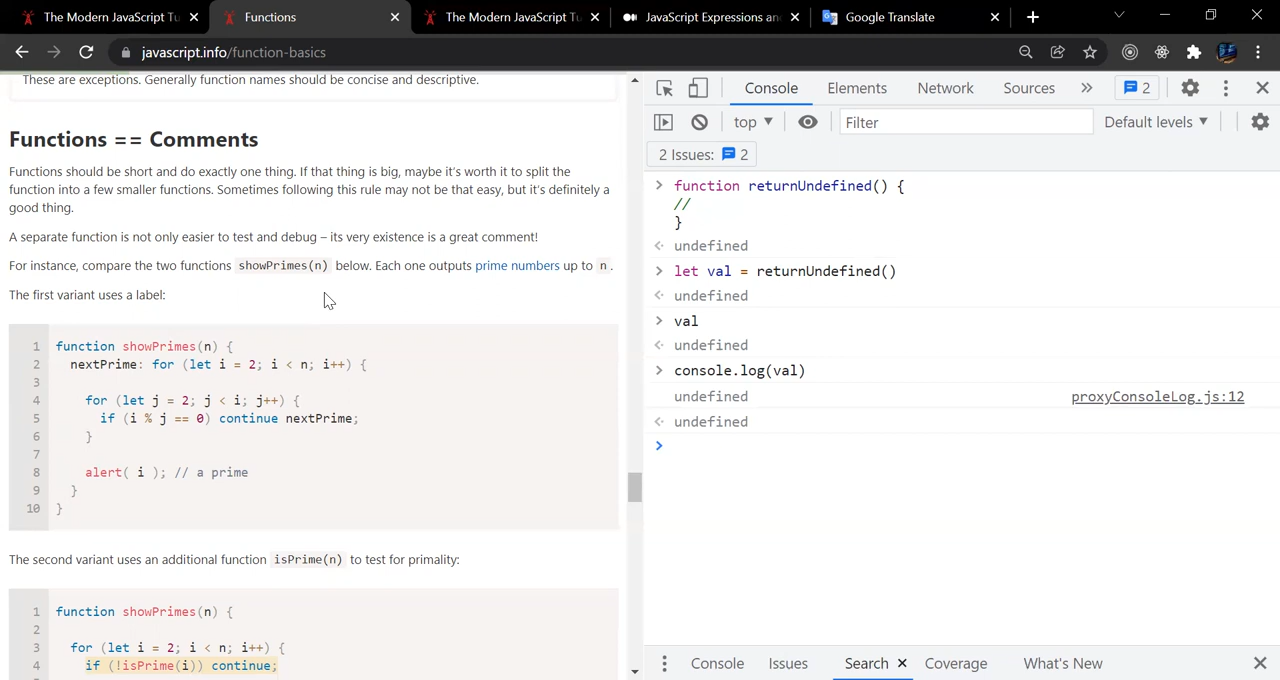 The Modern JavaScript Tu
Functions
The Modern JavaScript Tu
JavaScript Expressions an
Google Translate
javascript.info/function-basics
These are exceptions. Generally function names should be concise and descriptive.
Functions == Comments
Functions should be short and do exactly one thing. If that thing is big, maybe it's worth it to split the
function into a few smaller functions. Sometimes following this rule may not be that easy, but it's definitely a
good thing.
A separate function is not only easier to test and debug – its very existence is a great comment!
For instance, compare the two functions showPrimes(n) below. Each one outputs prime numbers up to n .
The first variant uses a label:
1 function showPrimes(n) {
2 nextPrime: for (let i = 2; i < n; i++) {
3
4 for (let j = 2; j < i; j++) {
5 if (i % j == 0) continue nextPrime;
6 }
7
8 alert( i ); // a prime
9 }
10 }
The second variant uses an additional function isPrime(n) to test for primality:
1 function showPrimes(n) {
2
3 for (let i = 2; i < n; i++) {
4 if (!isPrime(i)) continue;
Console Elements Network Sources 2
top Filter Default levels
2 Issues: 2
function returnUndefined() {
//
}
undefined
let val = returnUndefined()
undefined
val
undefined
console.log(val)
undefined proxyConsoleLog.js:12
undefined
Console Issues Search Coverage What's New